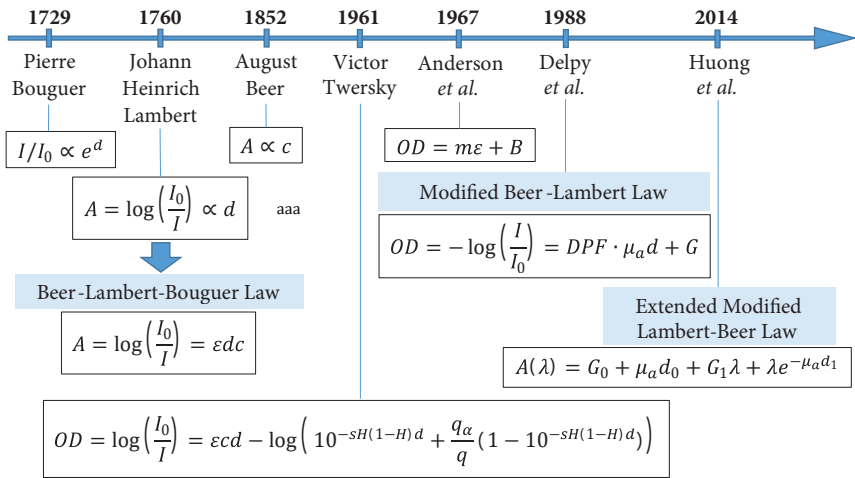 1729 1760 1852 1961 1967 1988 2014
Pierre
Bouguer
Johann
Heinrich
Lambert
August
Beer
Victor
Twersky
Anderson
et al.
Delpy
et al.
Huong
et al.
I/I₀ ∝ eᵈ
A ∝ c
OD = mε + B
A = log(I₀/I) ∝ d
aaa
Modified Beer-Lambert Law
OD = −log(I/I₀) = DPF · μₐd + G
Beer-Lambert-Bouguer Law
A = log(I₀/I) = εdc
Extended Modified
Lambert-Beer Law
A(λ) = G₀ + μₐd₀ + G₁λ + λe^{−μₐd₁}
OD = log(I₀/I) = εcd − log(10^{−sH(1−H)d} + q_α/q (1 − 10^{−sH(1−H)d}))